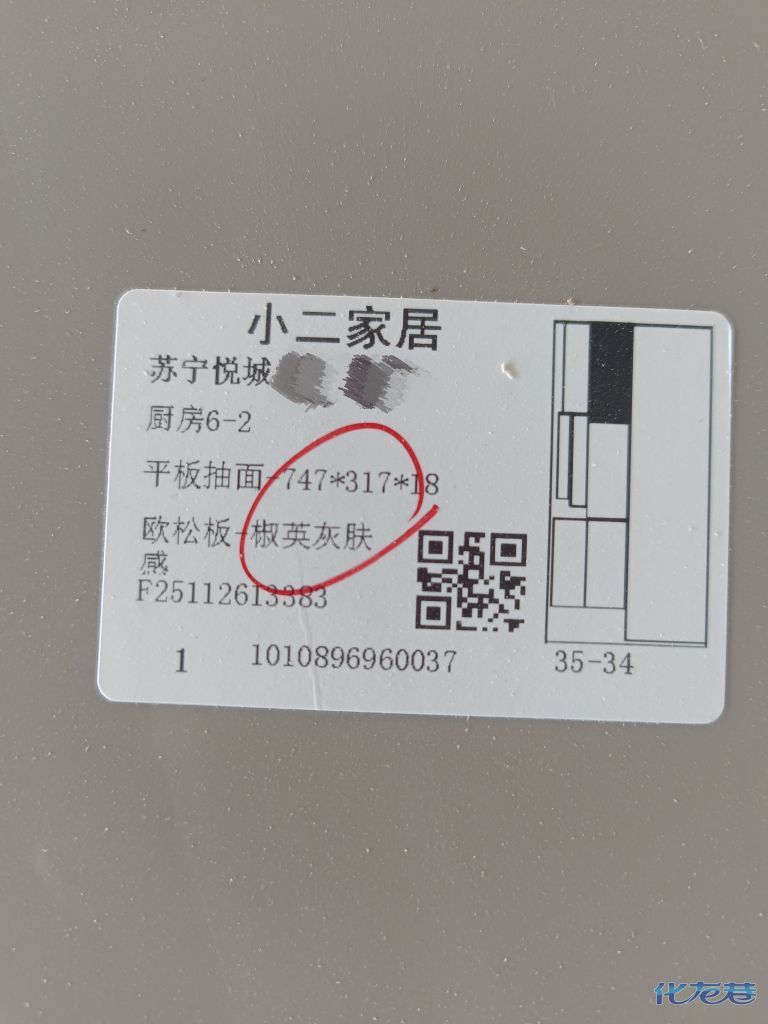 小二家居
苏宁悦城
厨房6-2
平板抽面-747*317*18
欧松板-椒英灰肤
感
F25112613383
1
1010896960037
35-34
化龙巷